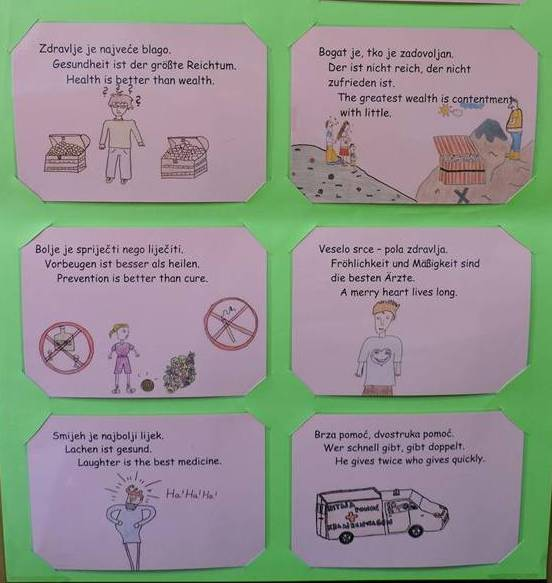 Zdravlje je najveće blago.
Gesundheit ist der größte Reichtum.
Health is better than wealth.
? ? ? ? ?
Bogat je, tko je zadovoljan.
Der ist nicht reich, der nicht
zufrieden ist.
The greatest wealth is contentment
with little.
X
Bolje je spriječti nego liječiti.
Vorbeugen ist besser als heilen.
Prevention is better than cure.
Veselo srce - pola zdravlja.
Fröhlichkeit und Mäßigkeit sind
die besten Ärzte.
A merry heart lives long.
Smijeh je najbolji lijek.
Lachen ist gesund.
Laughter is the best medicine.
Ha! Ha! Ha!
Brza pomoć, dvostruka pomoć.
Wer schnell gibt, gibt doppelt.
He gives twice who gives quickly.
HITNA POMOĆ
KRANKENWAGEN